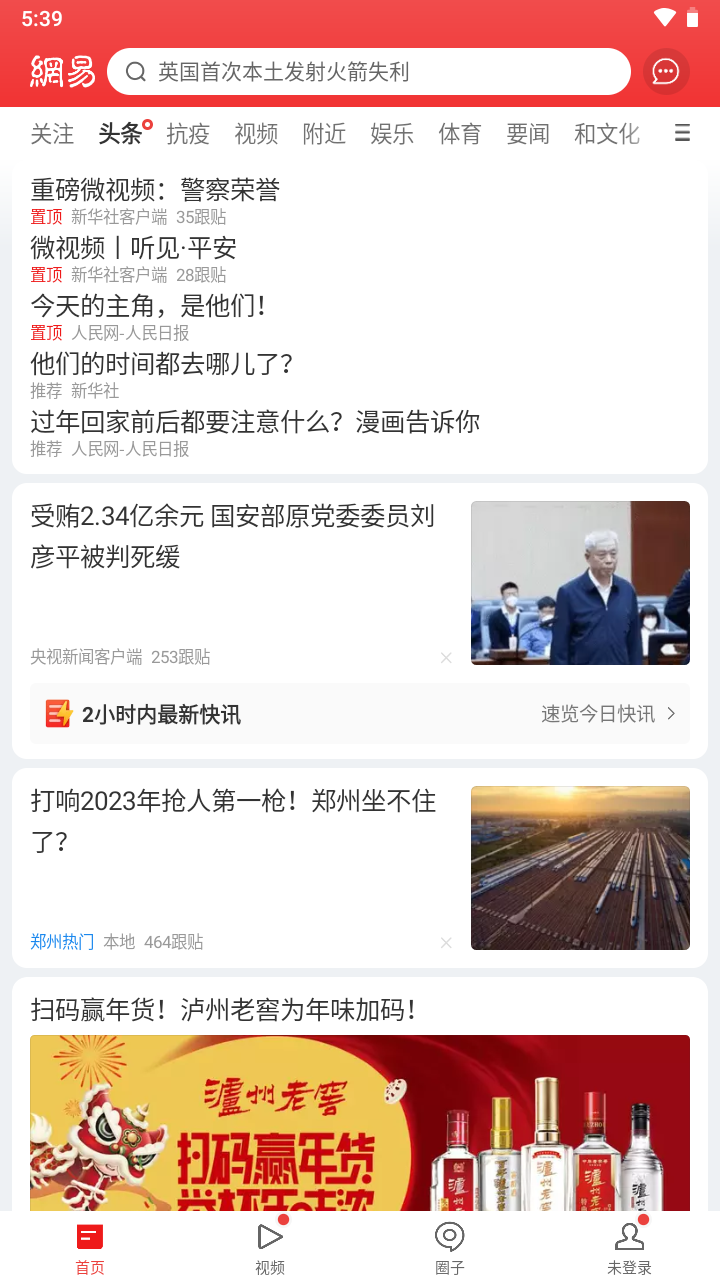 5:39
網易
英国首次本土发射火箭失利
关注 头条 抗疫 视频 附近 娱乐 体育 要闻 和文化
重磅微视频：警察荣誉
置顶 新华社客户端 35跟贴
微视频丨听见·平安
置顶 新华社客户端 28跟贴
今天的主角，是他们！
置顶 人民网-人民日报
他们的时间都去哪儿了？
推荐 新华社
过年回家前后都要注意什么？漫画告诉你
推荐 人民网-人民日报
受贿2.34亿余元 国安部原党委委员刘
彦平被判死缓
央视新闻客户端 253跟贴
2小时内最新快讯 速览今日快讯
打响2023年抢人第一枪！郑州坐不住
了？
郑州热门 本地 464跟贴
扫码赢年货！泸州老窖为年味加码！
泸州老窖
扫码赢年货
举杯年味浓
首页 视频 圈子 未登录